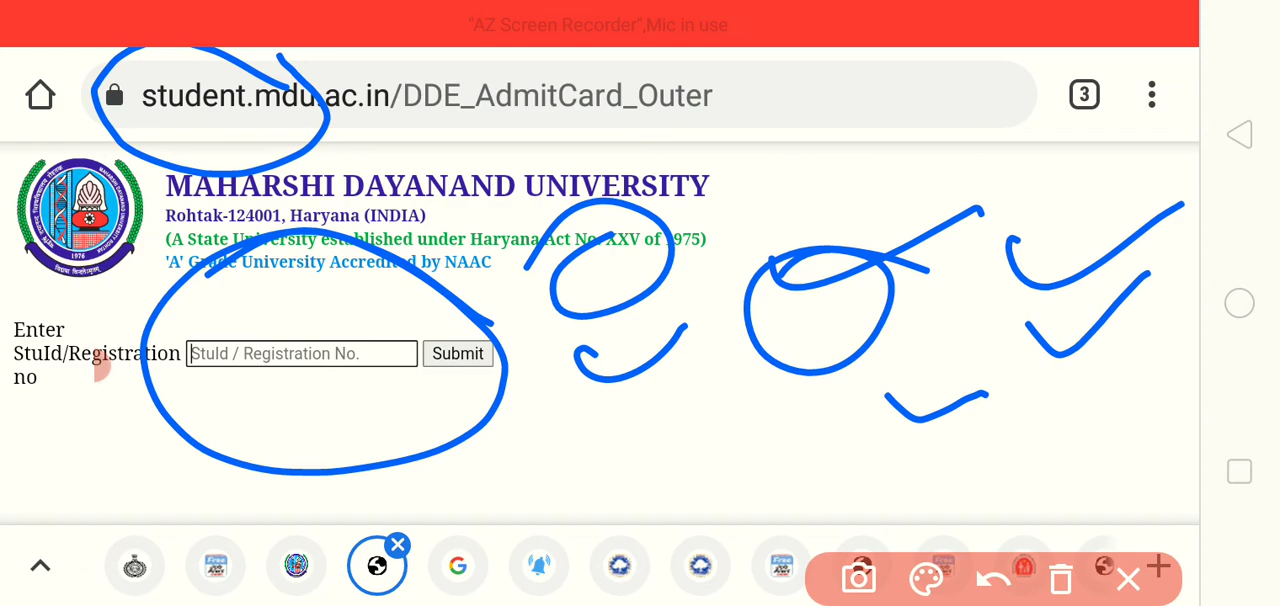 "AZ Screen Recorder",Mic in use
student.mdu.ac.in/DDE_AdmitCard_Outer
3
MAHARSHI DAYANAND UNIVERSITY
Rohtak-124001, Haryana (INDIA)
(A State University established under Haryana Act No. XXV of 1975)
'A' Grade University Accredited by NAAC
1976
Enter
StuId/Registration
no
StuId / Registration No.
Submit